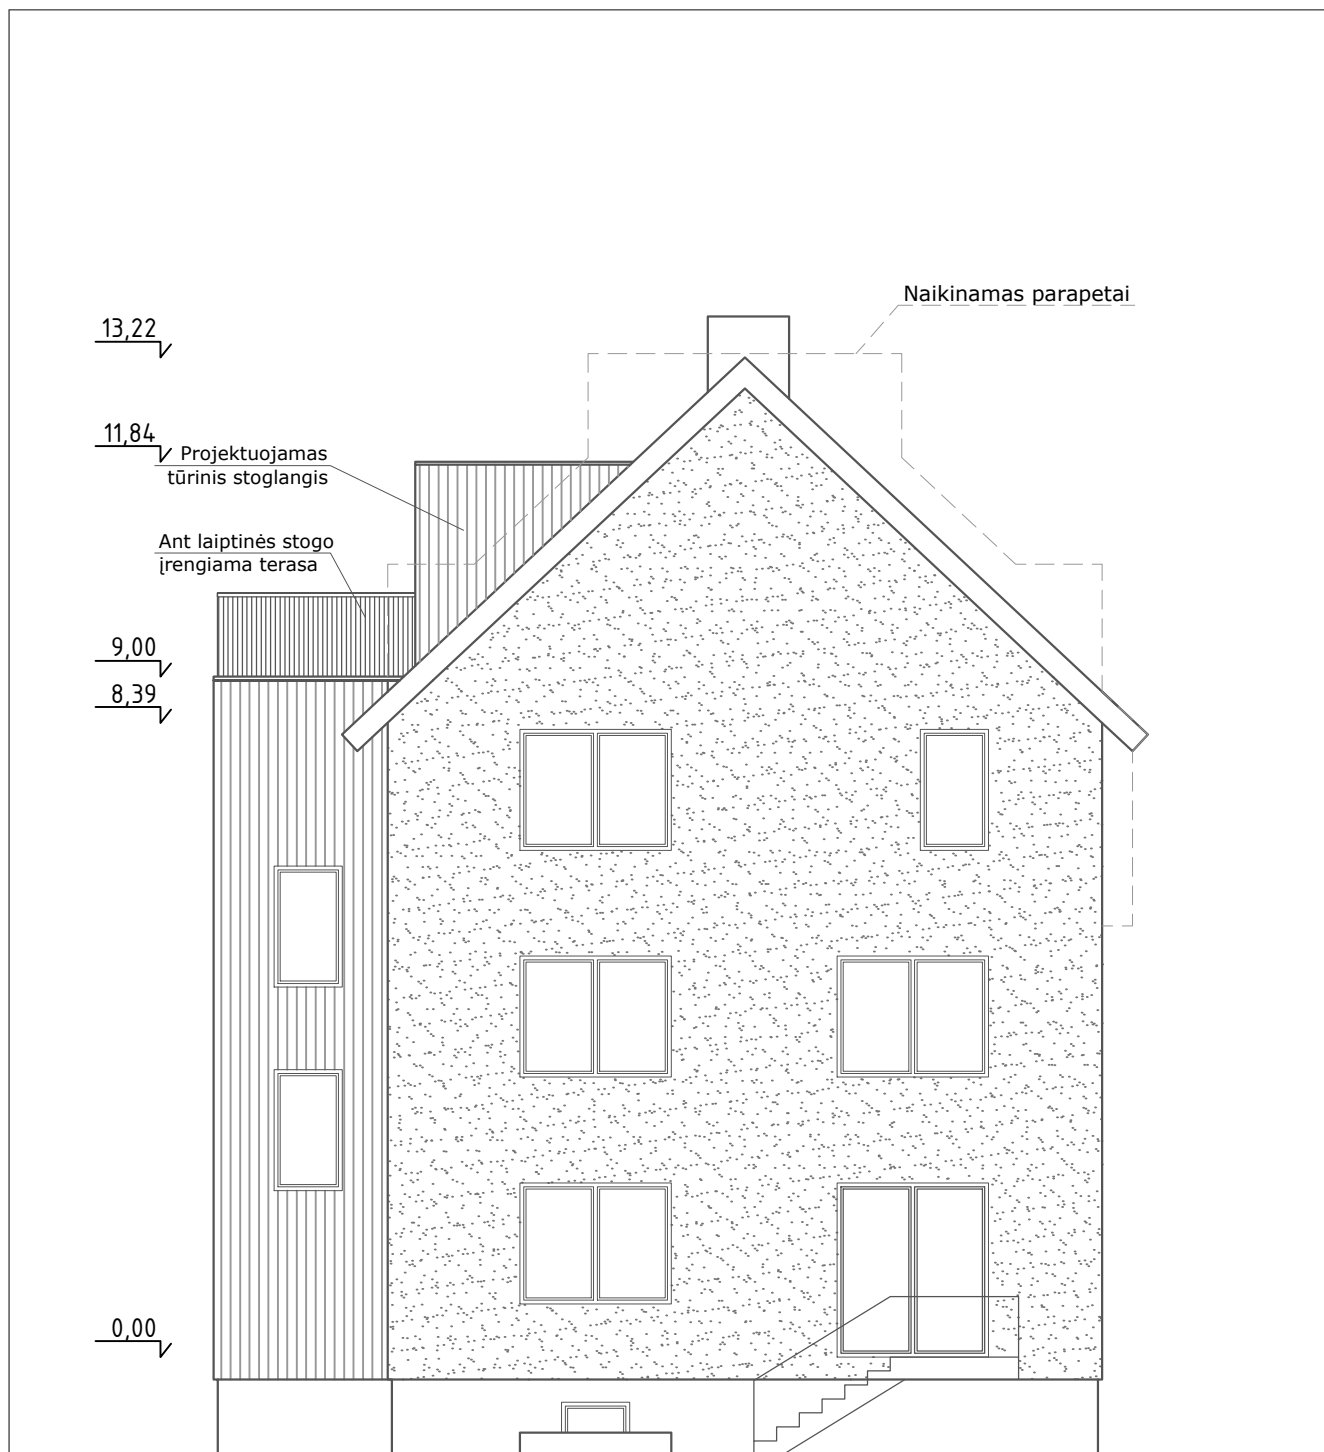 Naikinamas parapetai
13,22
11,84
Projektuojamas
tūrinis stoglangis
Ant laiptinės stogo
įrengiama terasa
9,00
8,39
0,00